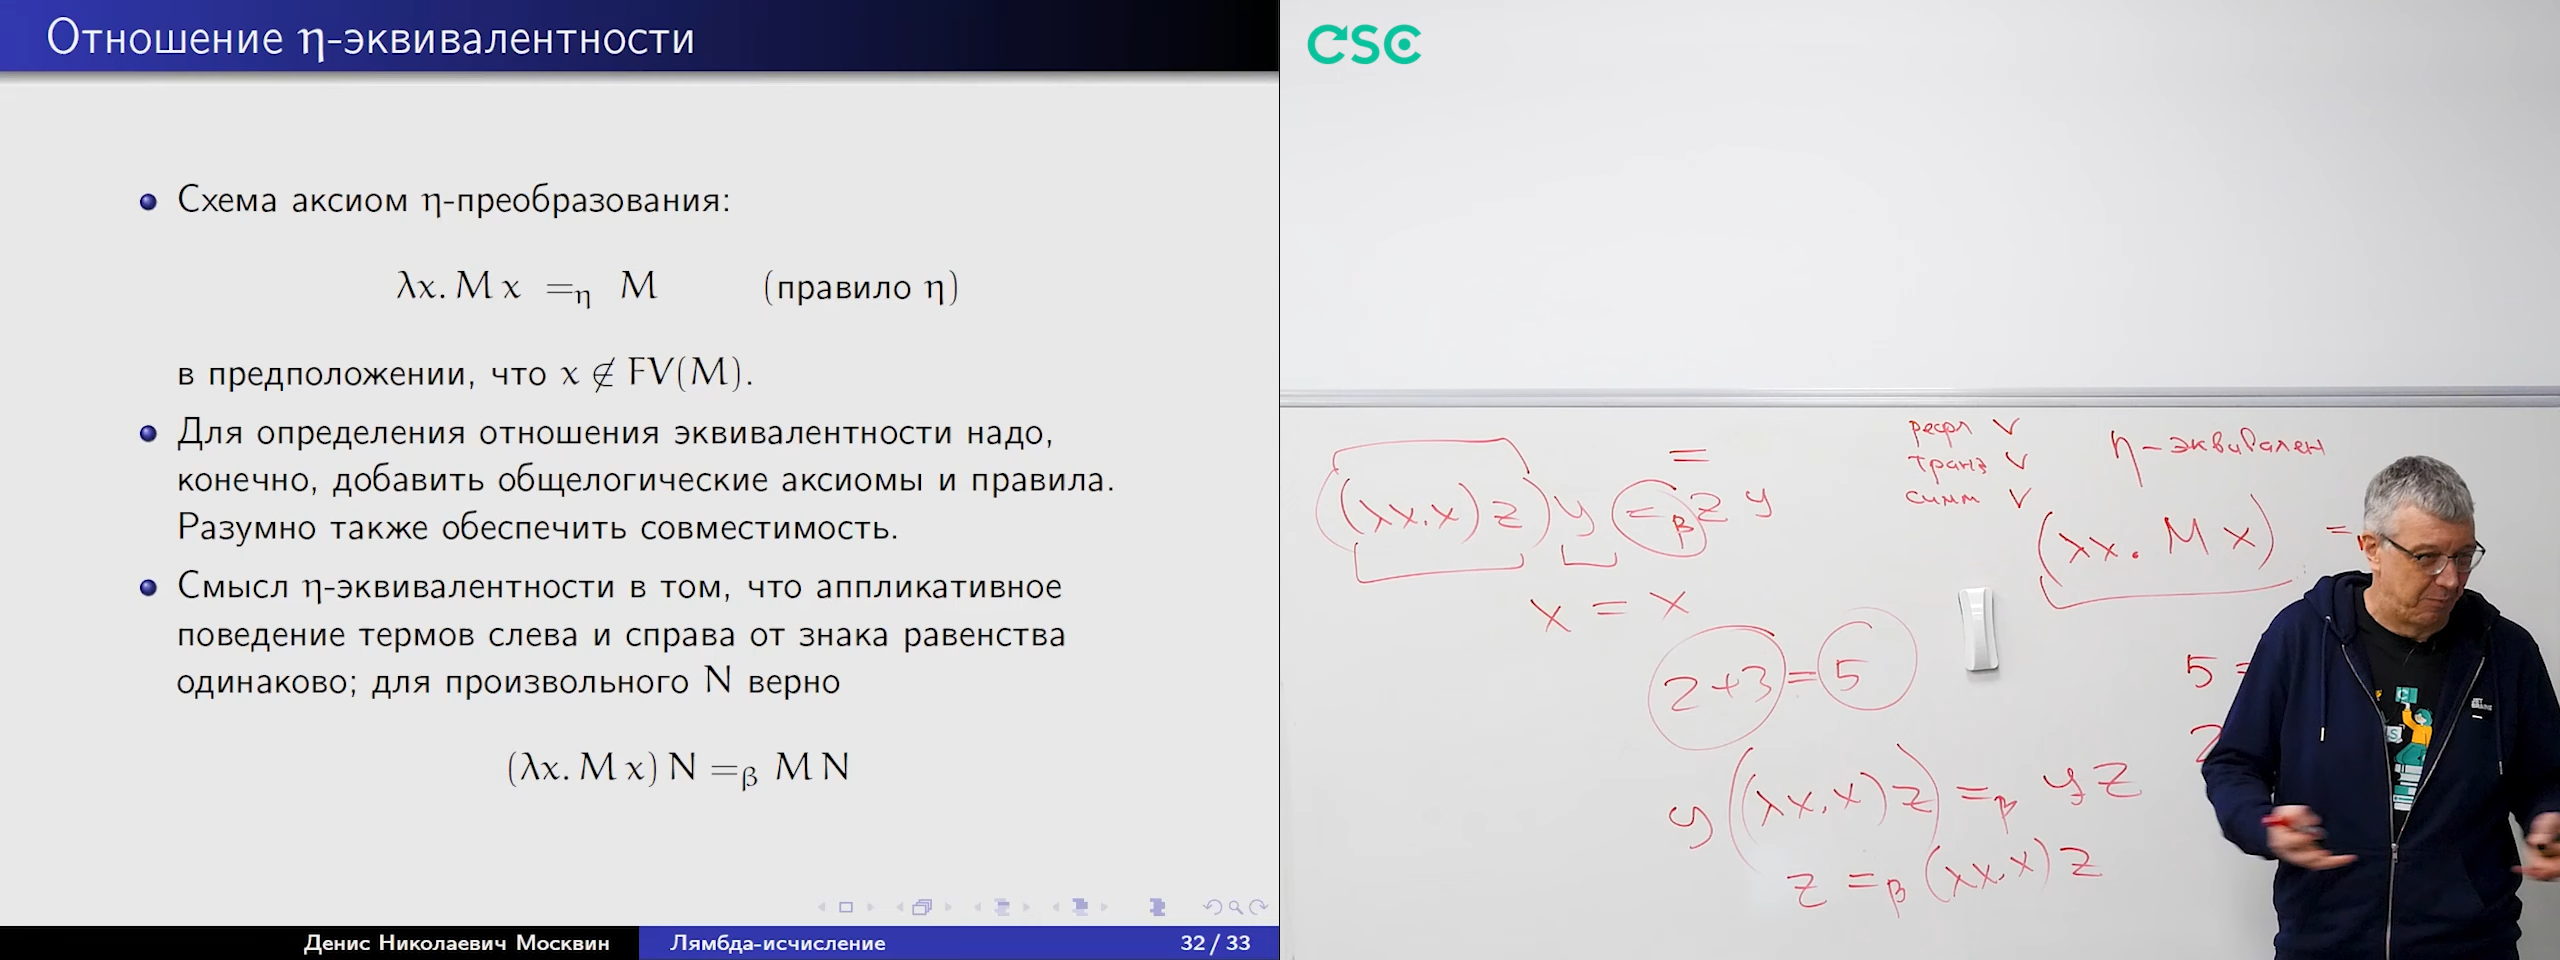 Отношение η-эквивалентности
Схема аксиом η-преобразования:
λx. M x =η M (правило η)
в предположении, что x ∉ FV(M).
Для определения отношения эквивалентности надо,
конечно, добавить общелогические аксиомы и правила.
Разумно также обеспечить совместимость.
Смысл η-эквивалентности в том, что аппликативное
поведение термов слева и справа от знака равенства
одинаково; для произвольного N верно
(λx. M x) N =β M N
Денис Николаевич Москвин
Лямбда-исчисление
32 / 33
CSC
=
((λx.x) z) y =β z y
x = x
2+3 = 5
y ((λx.x) z) =β y z
z =β (λx.x) z
рефл V
транз V
симм V
η-эквивален
(λx. M x) =
5 =
2